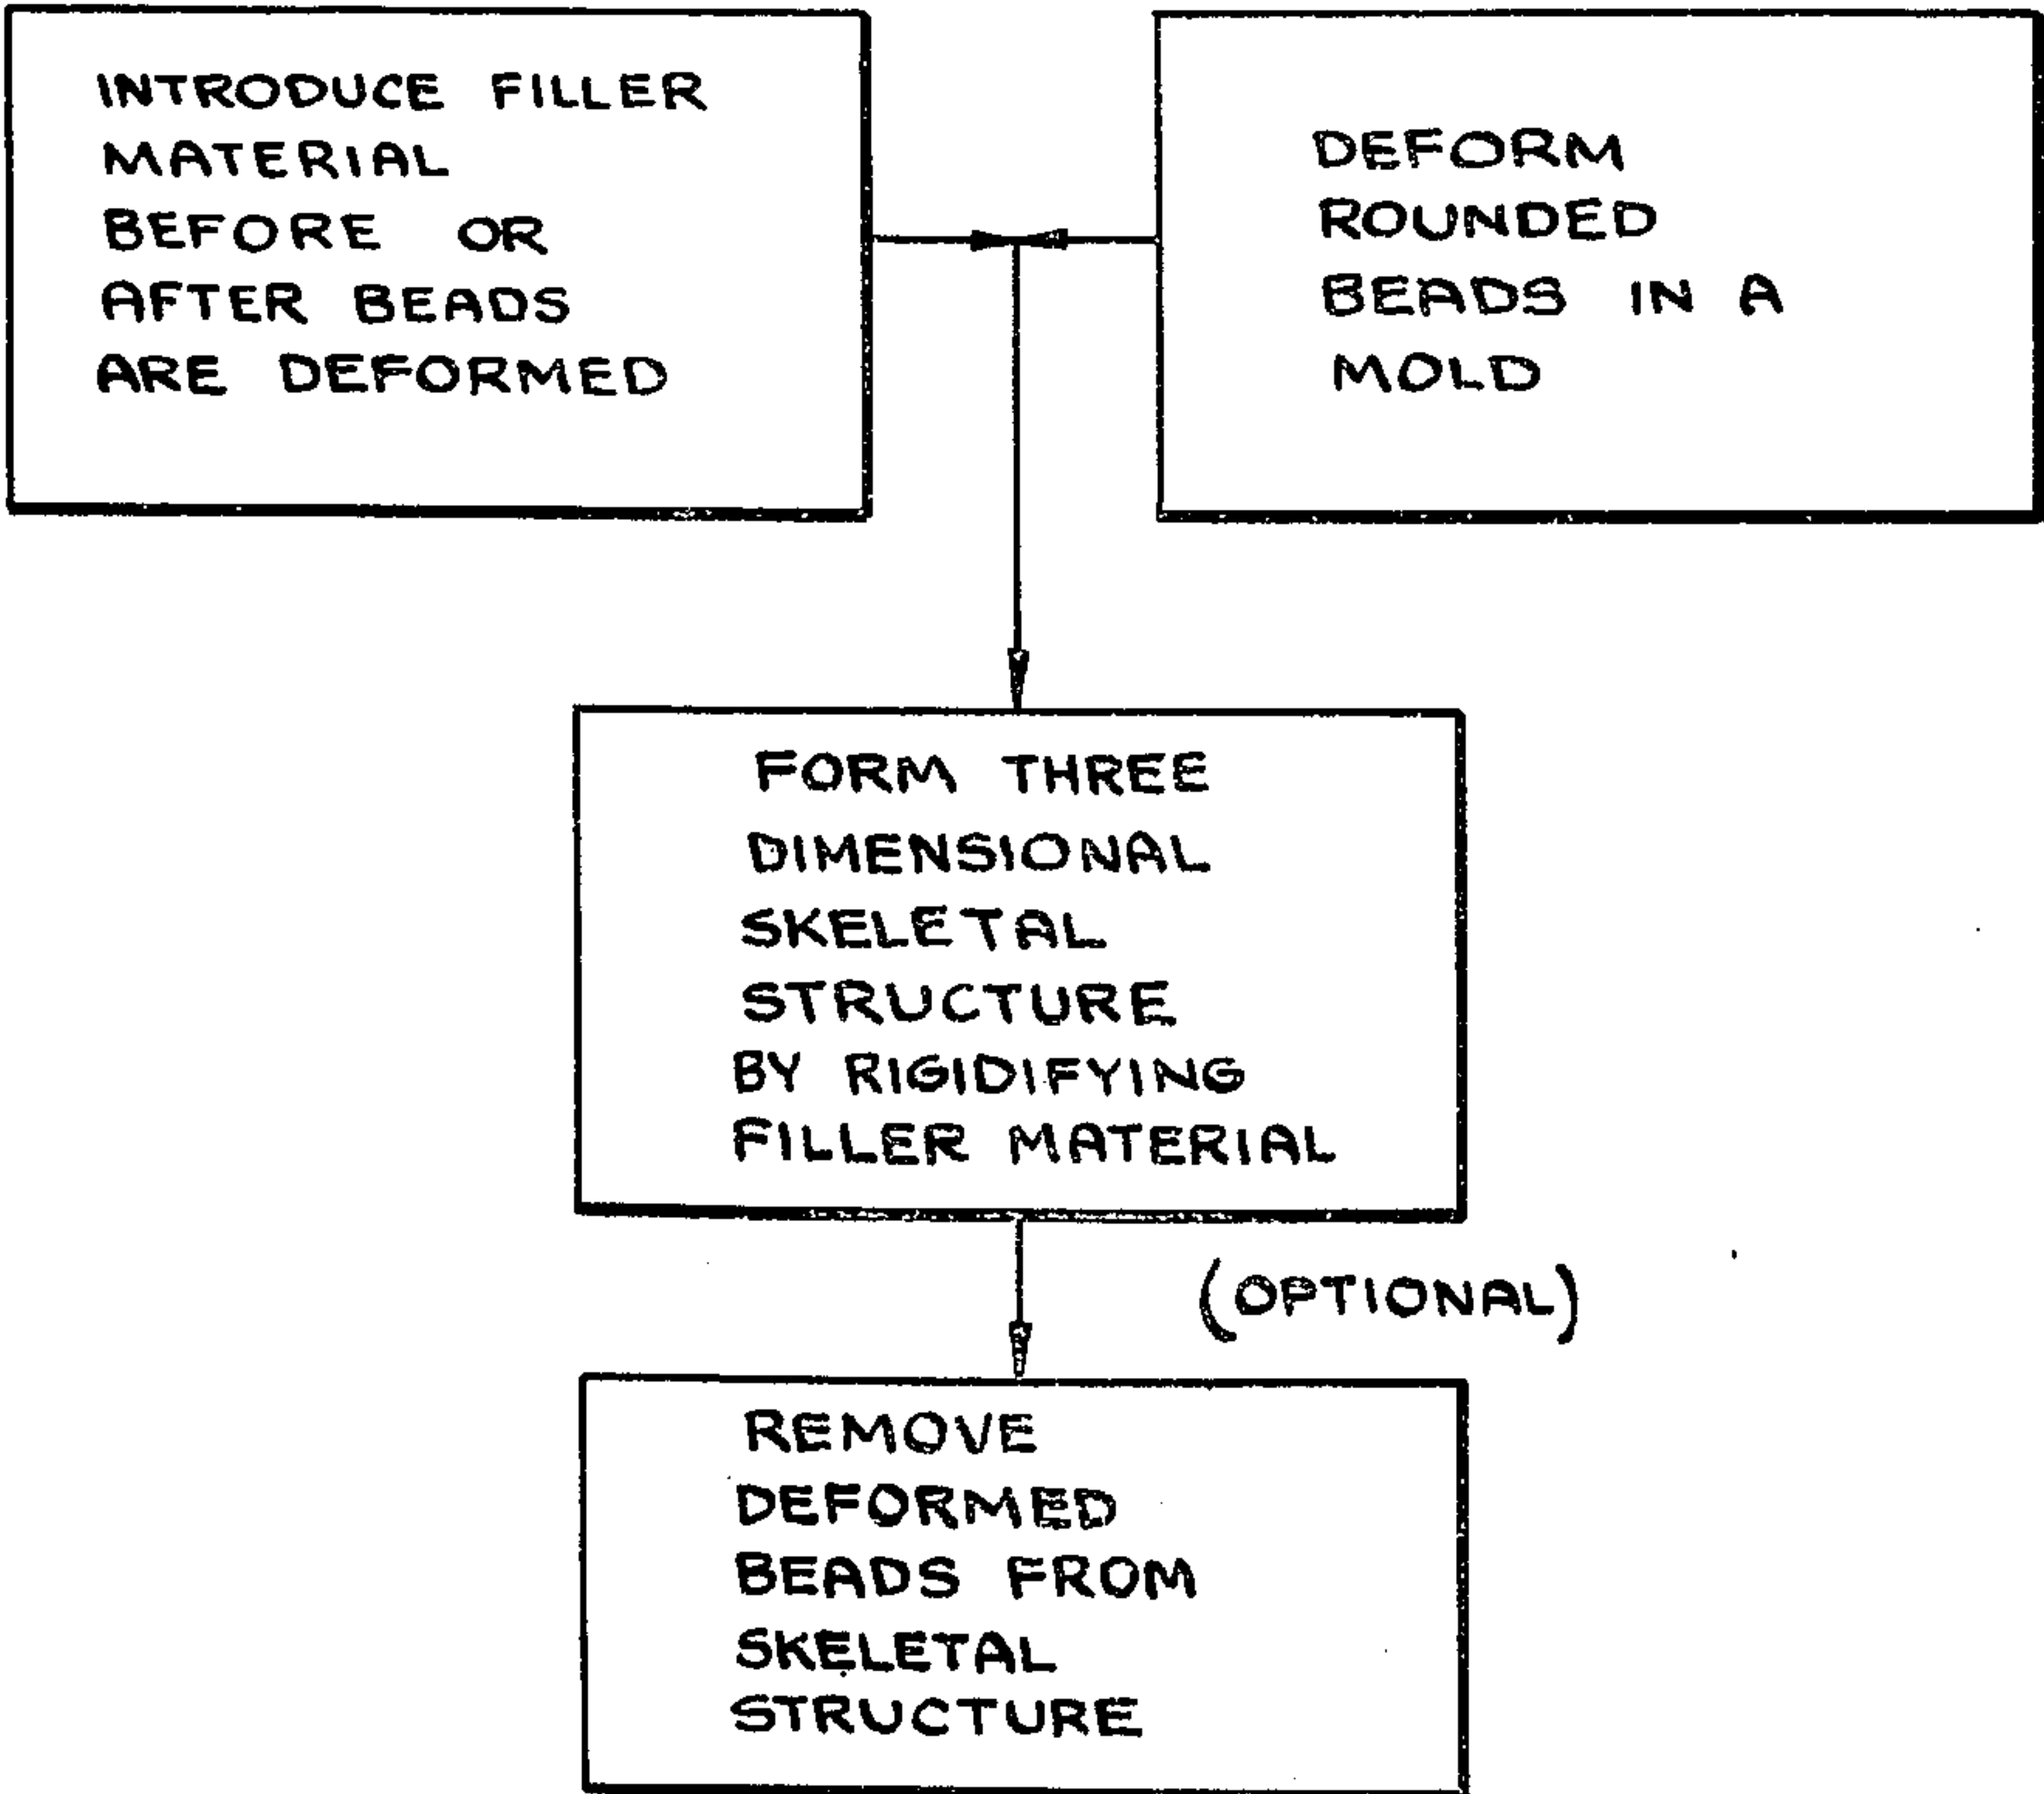 INTRODUCE FILLER
MATERIAL
BEFORE OR
AFTER BEADS
ARE DEFORMED
DEFORM
ROUNDED
BEADS IN A
MOLD
FORM THREE
DIMENSIONAL
SKELETAL
STRUCTURE
BY RIGIDIFYING
FILLER MATERIAL
(OPTIONAL)
REMOVE
DEFORMED
BEADS FROM
SKELETAL
STRUCTURE